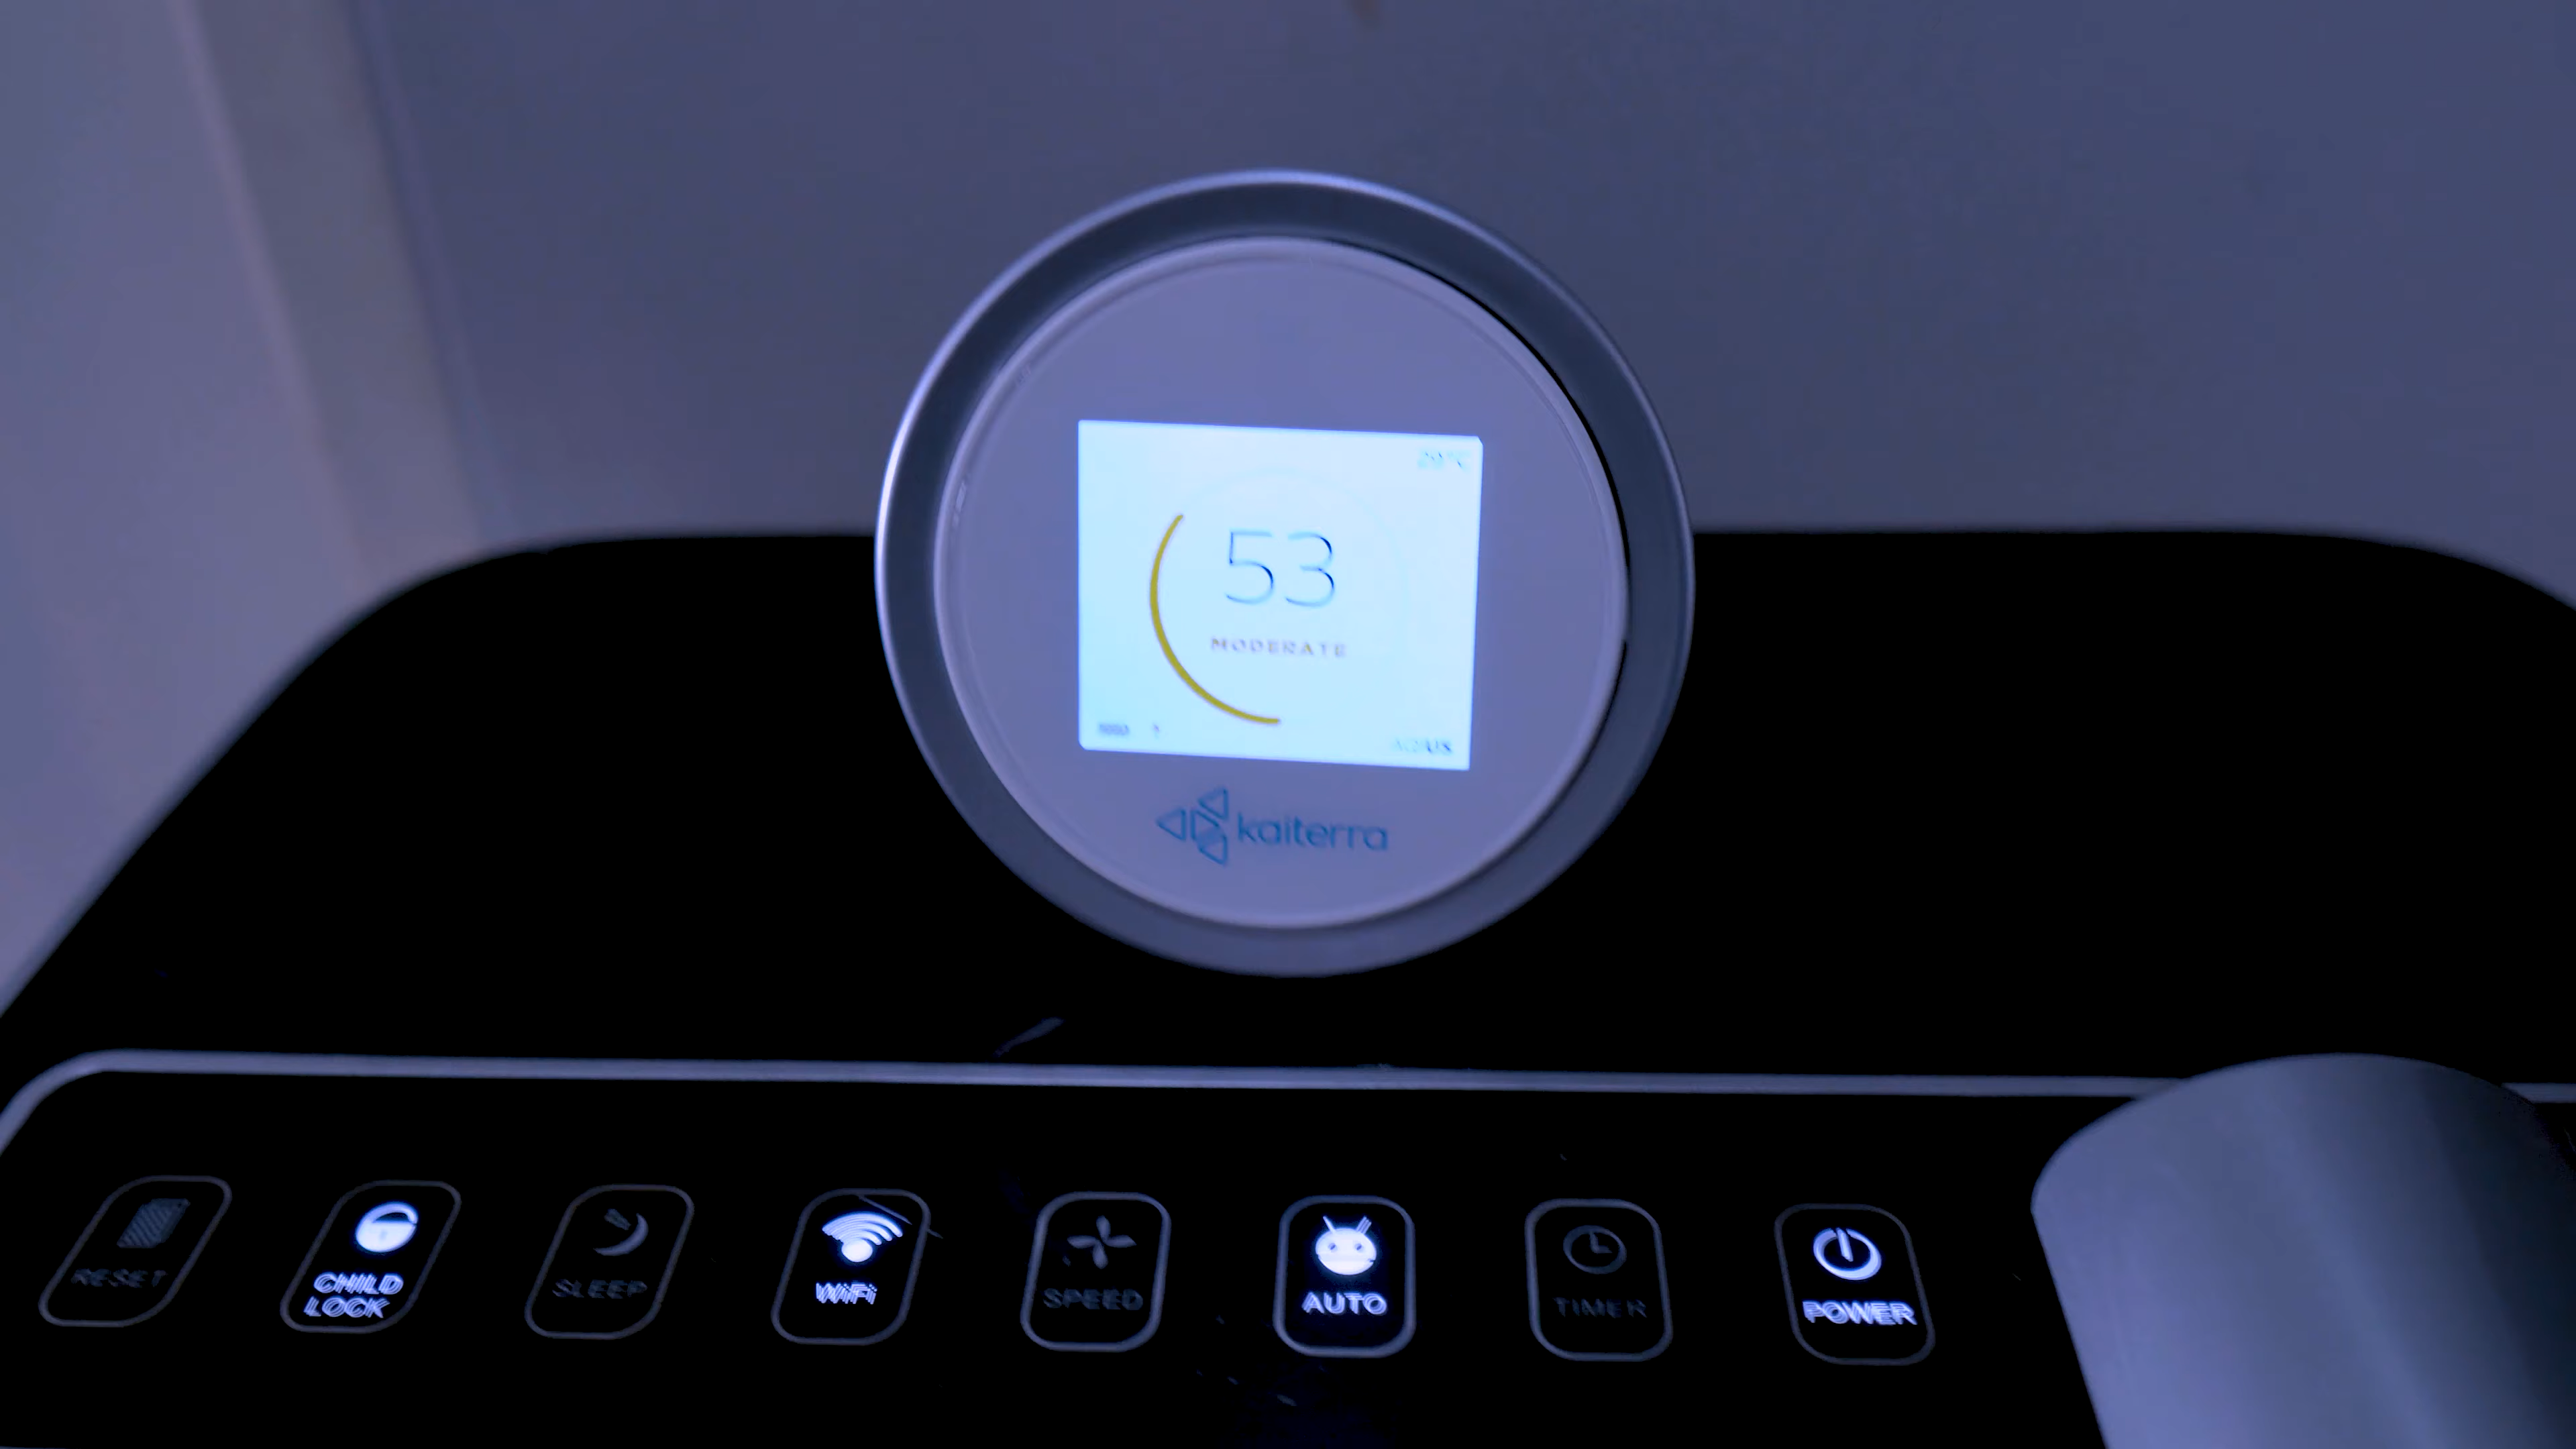 53
MODERATE
kaiterra
RESET
CHILD
LOCK
SLEEP
WiFi
SPEED
AUTO
TIMER
POWER